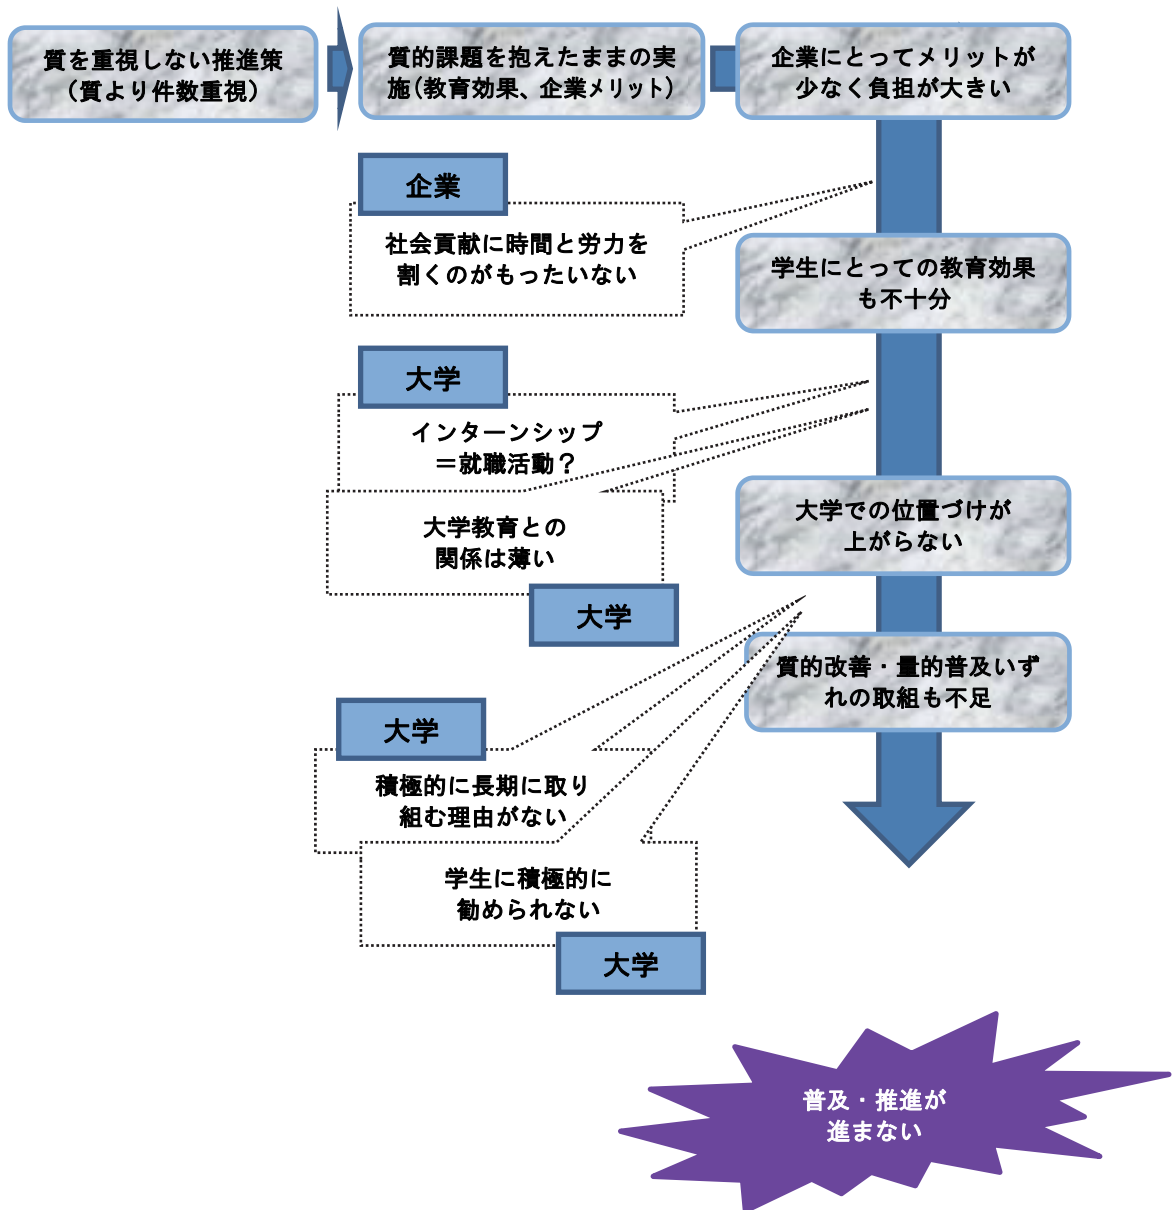 質を重視しない推進策
（質より件数重視）
質的課題を抱えたままの実
施（教育効果、企業メリット）
企業にとってメリットが
少なく負担が大きい
企業
社会貢献に時間と労力を
割くのがもったいない
学生にとっての教育効果
も不十分
大学
インターンシップ
＝就職活動？
大学教育との
関係は薄い
大学
大学での位置づけが
上がらない
質的改善・量的普及いず
れの取組も不足
大学
積極的に長期に取り
組む理由がない
学生に積極的に
勧められない
大学
普及・推進が
進まない